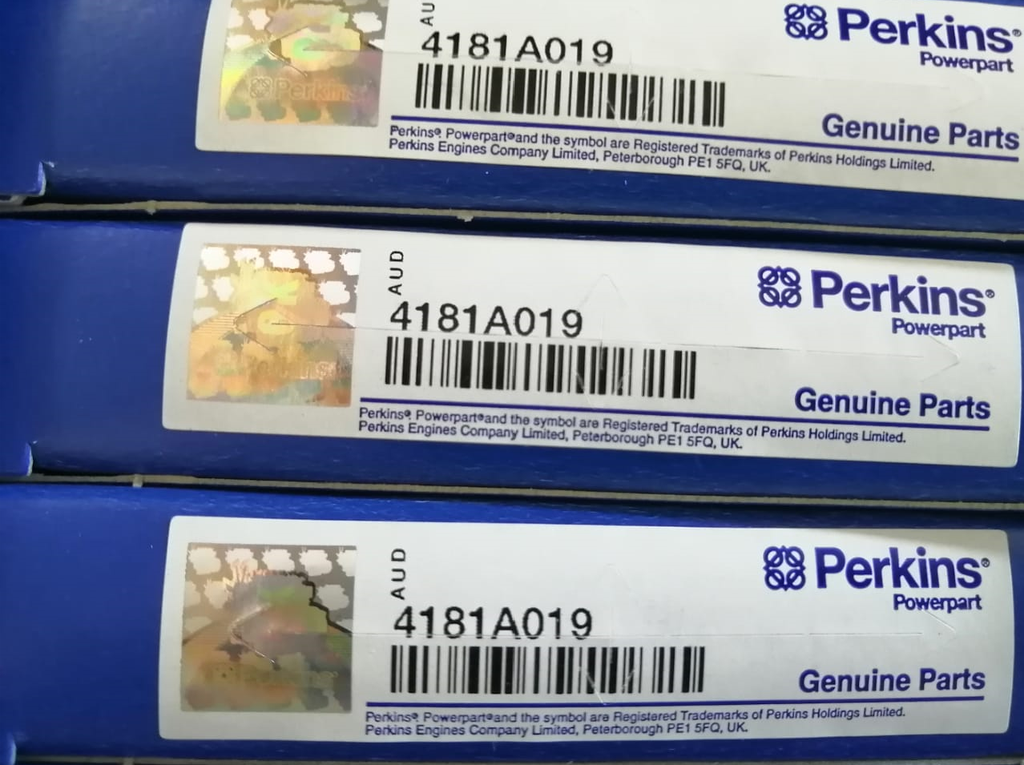 AUD
4181A019
Perkins®
Powerpart
Genuine Parts
Perkins®, Powerpart® and the symbol are Registered Trademarks of Perkins Holdings Limited.
Perkins Engines Company Limited, Peterborough PE1 5FQ, UK.
Perkins
AUD
4181A019
Perkins®
Powerpart
Genuine Parts
Perkins®, Powerpart® and the symbol are Registered Trademarks of Perkins Holdings Limited.
Perkins Engines Company Limited, Peterborough PE1 5FQ, UK.
AUD
4181A019
Perkins®
Powerpart
Genuine Parts
Perkins®, Powerpart® and the symbol are Registered Trademarks of Perkins Holdings Limited.
Perkins Engines Company Limited, Peterborough PE1 5FQ, UK.